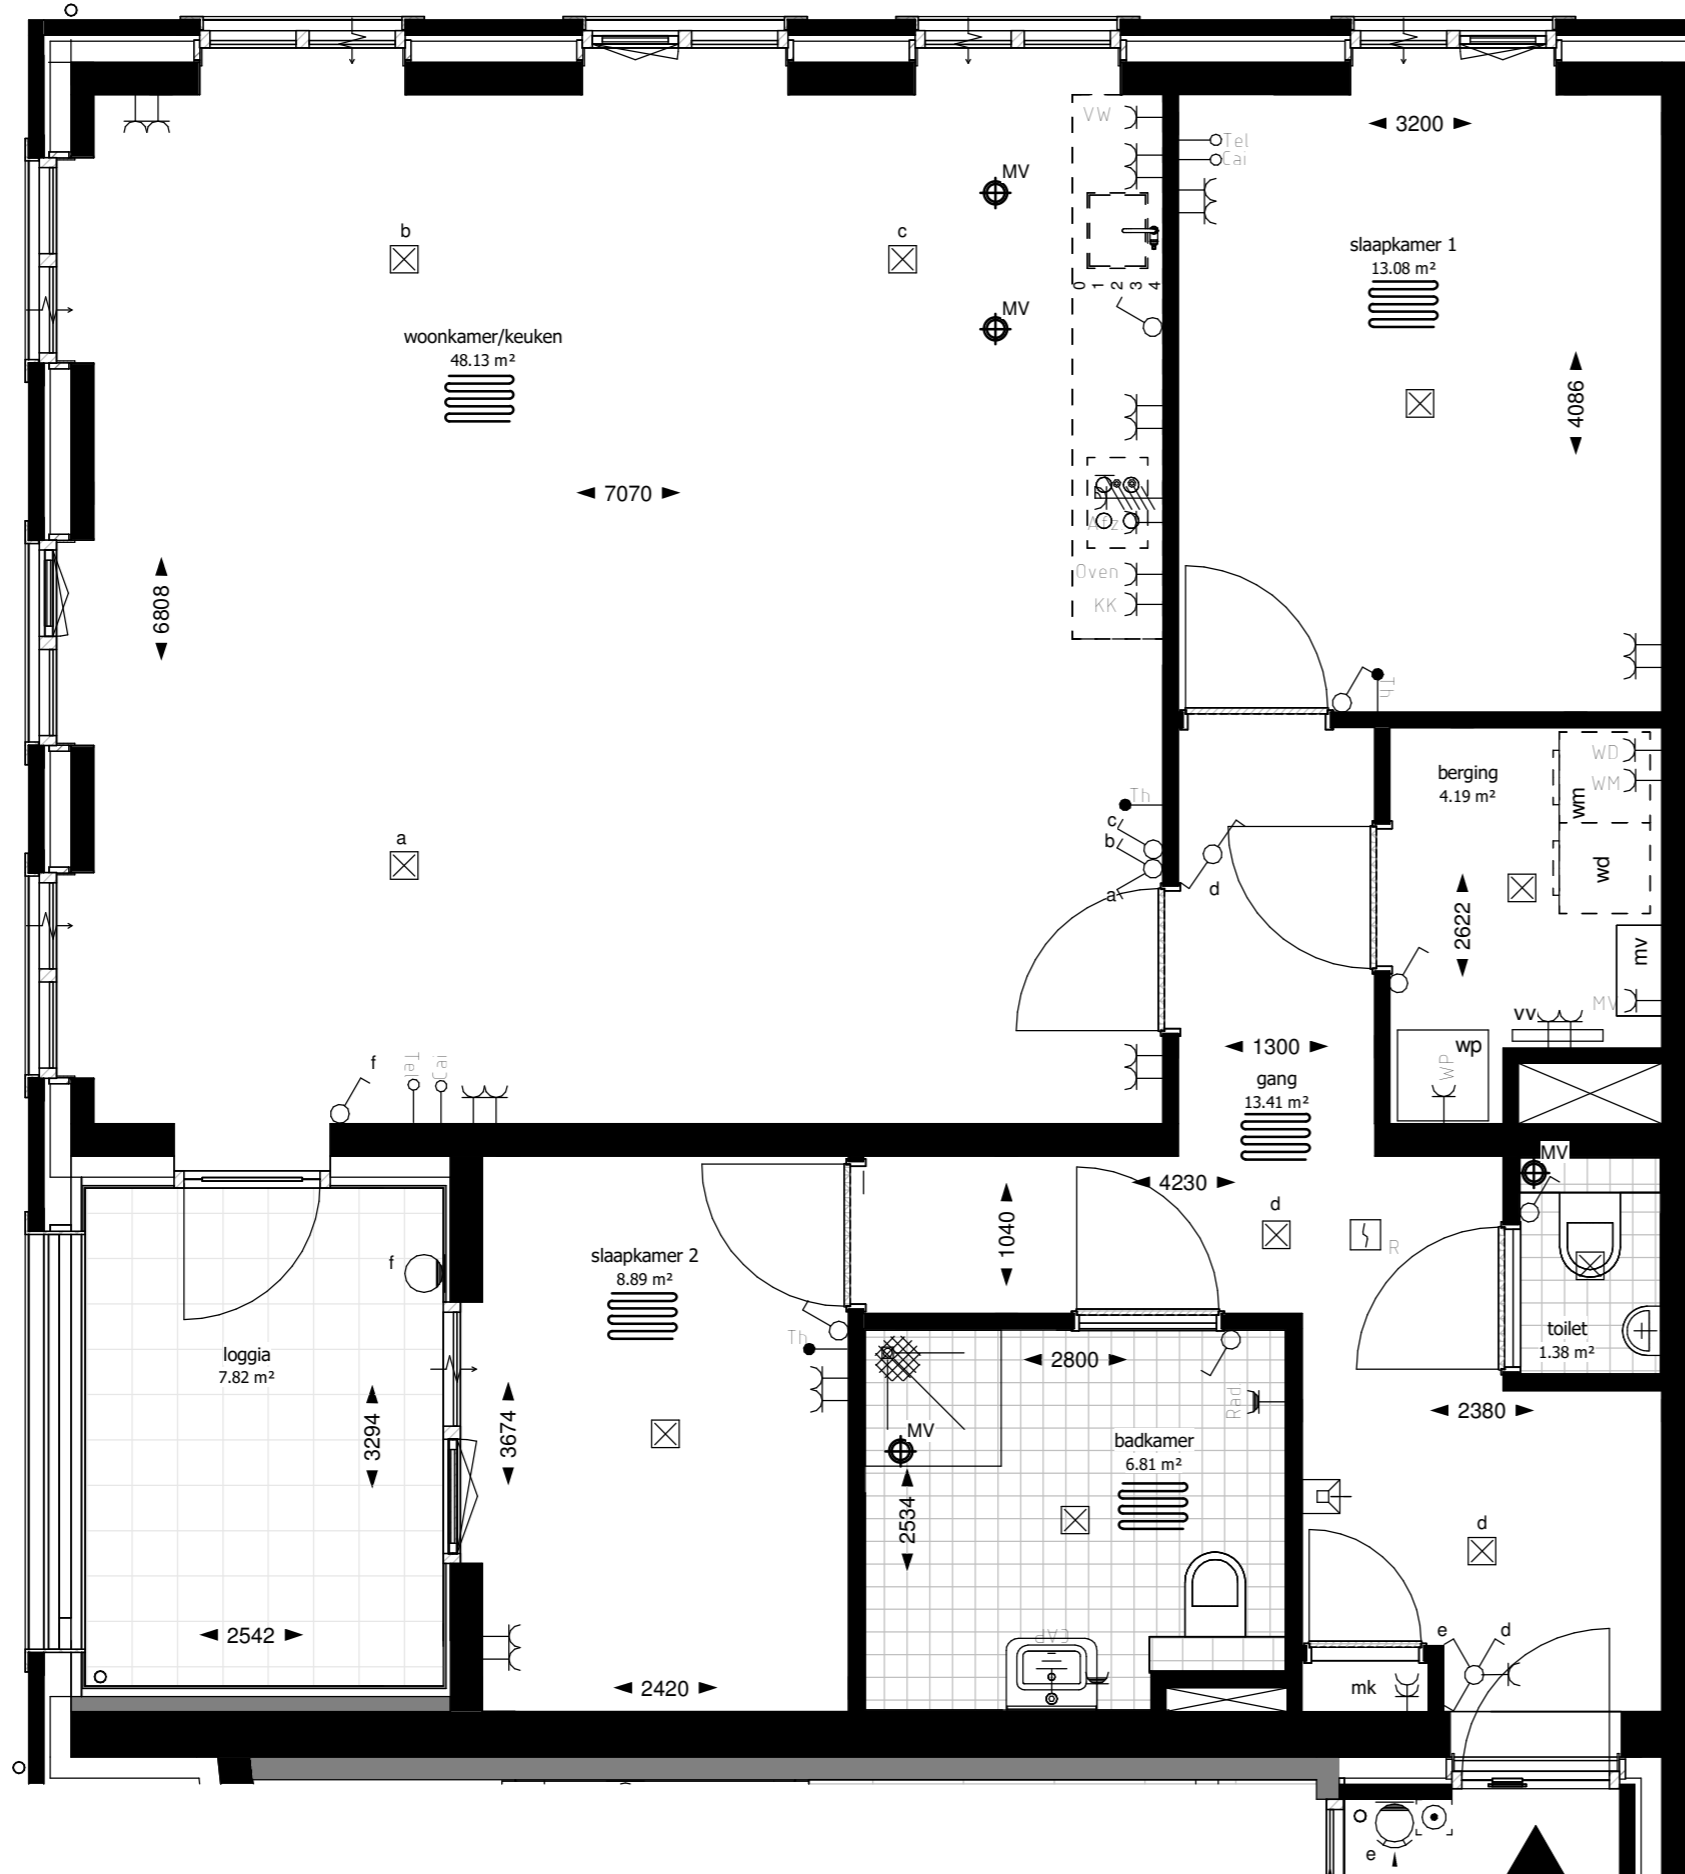 VW
3200
Tel
Cai
MV
b
c
slaapkamer 1
13.08 m²
0
1
2
3
4
MV
woonkamer/keuken
48.13 m²
4086
7070
Afz
Oven
KK
6808
Th
WD
berging
4.19 m²
WM
wm
Th
c
b
a
a
d
wd
2622
mv
MV
VV
wp
WP
1300
gang
13.41 m²
f
Tel
Cai
MV
4230
1040
d
R
slaapkamer 2
8.89 m²
f
toilet
1.38 m²
Th
loggia
7.82 m²
2800
Rad
2380
3294
3674
MV
badkamer
6.81 m²
2534
d
CAP
e
d
2542
2420
mk
e